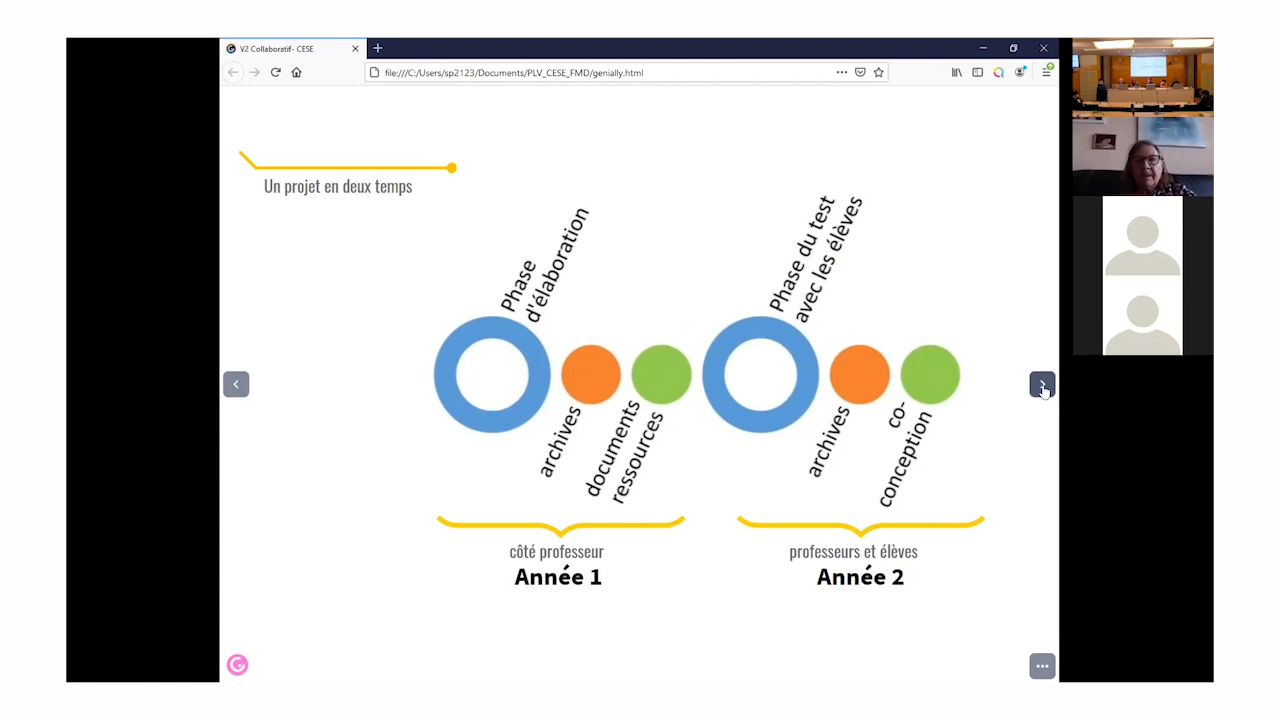 V2 Collaboratif- CESE
file:///C:/Users/sp2123/Documents/PLV_CESE_FMD/genially.html
Un projet en deux temps
Phase
d'élaboration
Phase du test
avec les élèves
archives
documents
ressources
archives
co-
conception
côté professeur
Année 1
professeurs et élèves
Année 2